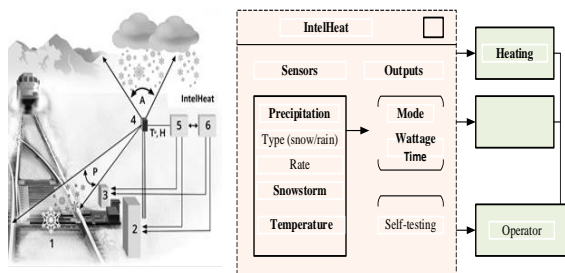 A
IntelHeat
4
T°, H
5
6
P
3
1
2
IntelHeat
Sensors
Outputs
Precipitation
Type (snow/rain)
Rate
Snowstorm
Temperature
Mode
Wattage
Time
Self-testing
Heating
Operator